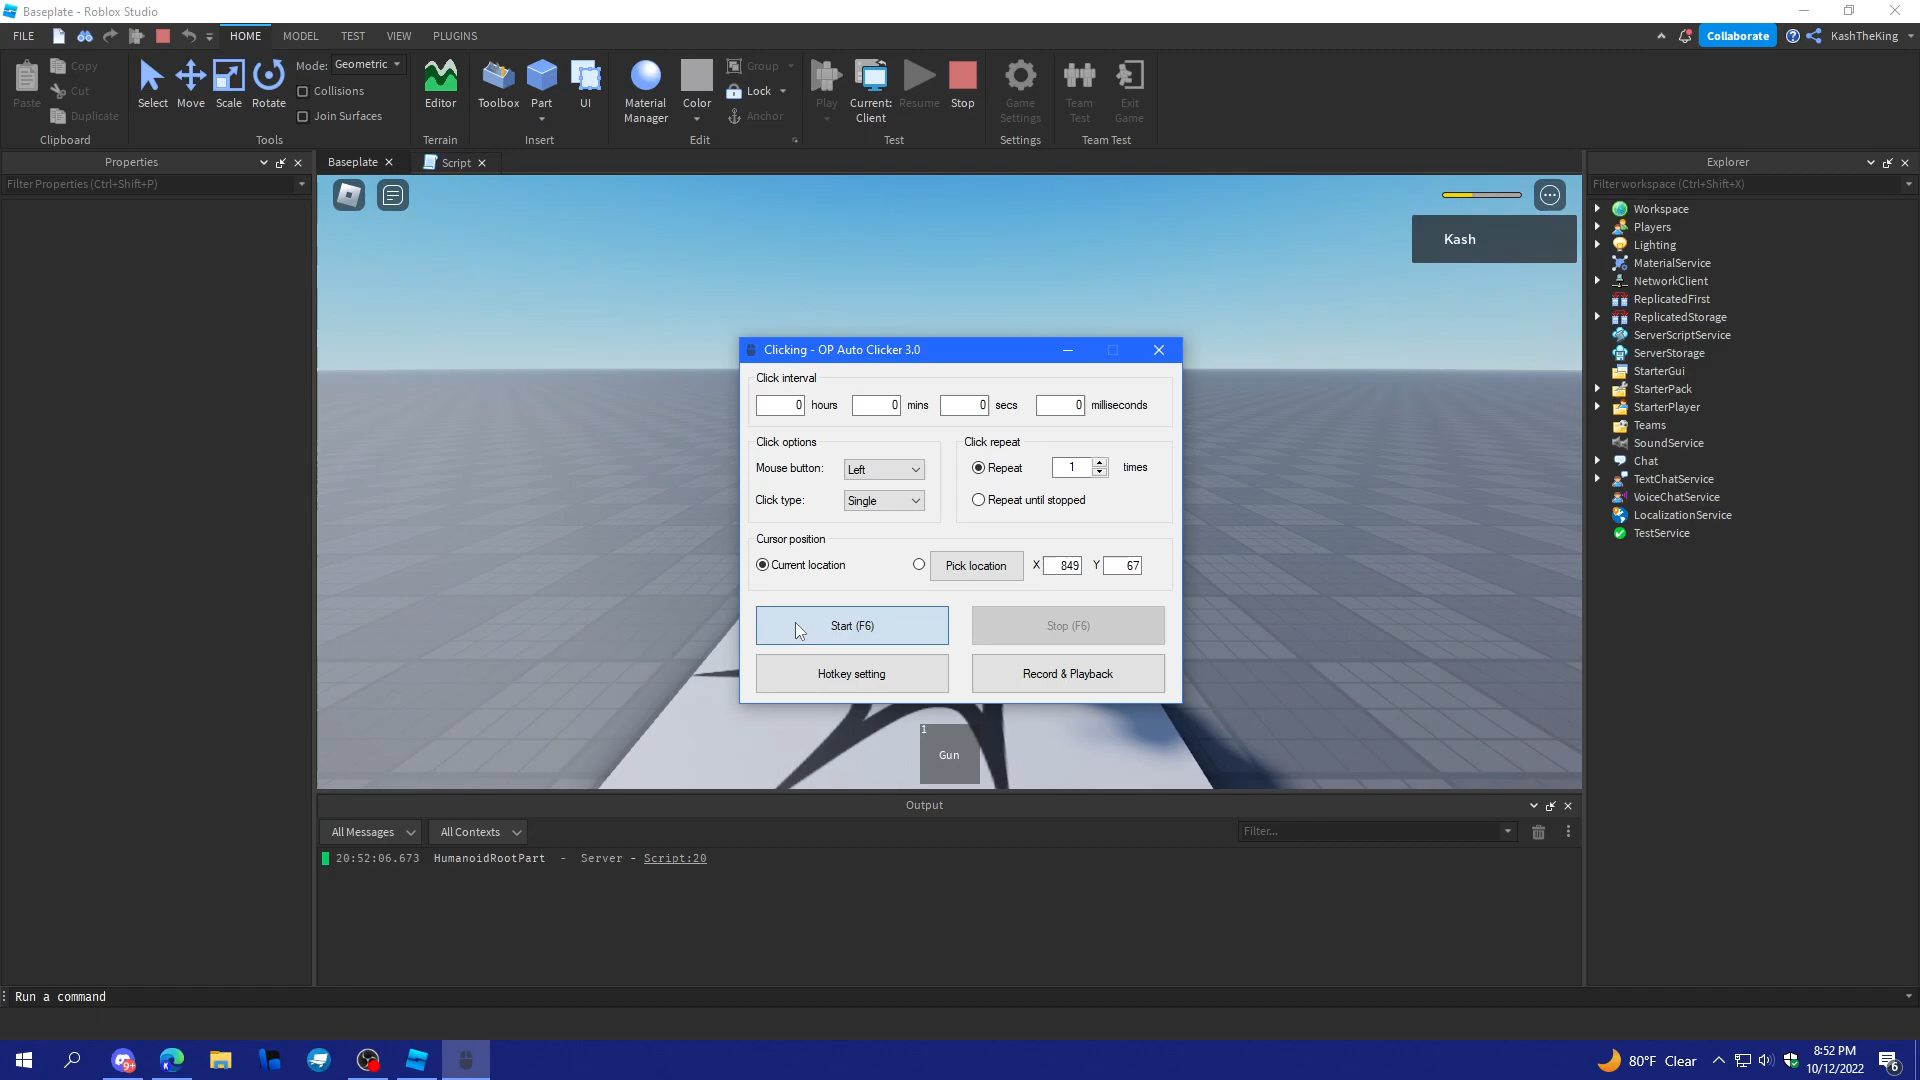 Baseplate - Roblox Studio
FILE
HOME
MODEL
TEST
VIEW
PLUGINS
Collaborate
KashTheKing
Paste
Copy
Cut
Duplicate
Clipboard
Select
Move
Scale
Rotate
Mode: Geometric
Collisions
Join Surfaces
Tools
Editor
Terrain
Toolbox
Part
UI
Insert
Material
Manager
Color
Group
Lock
Anchor
Edit
Play
Current:
Client
Resume
Stop
Test
Game
Settings
Settings
Team
Test
Exit
Game
Team Test
Properties
Filter Properties (Ctrl+Shift+P)
Baseplate
Script
Kash
Clicking - OP Auto Clicker 3.0
Click interval
0 hours 0 mins 0 secs 0 milliseconds
Click options
Mouse button: Left
Click type: Single
Click repeat
Repeat 1 times
Repeat until stopped
Cursor position
Current location
Pick location X 849 Y 67
Start (F6)
Stop (F6)
Hotkey setting
Record & Playback
1
Gun
Output
All Messages
All Contexts
Filter...
20:52:06.673 HumanoidRootPart - Server - Script:20
Explorer
Filter workspace (Ctrl+Shift+X)
Workspace
Players
Lighting
MaterialService
NetworkClient
ReplicatedFirst
ReplicatedStorage
ServerScriptService
ServerStorage
StarterGui
StarterPack
StarterPlayer
Teams
SoundService
Chat
TextChatService
VoiceChatService
LocalizationService
TestService
Run a command
9+
K
80°F Clear
8:52 PM
10/12/2022
6